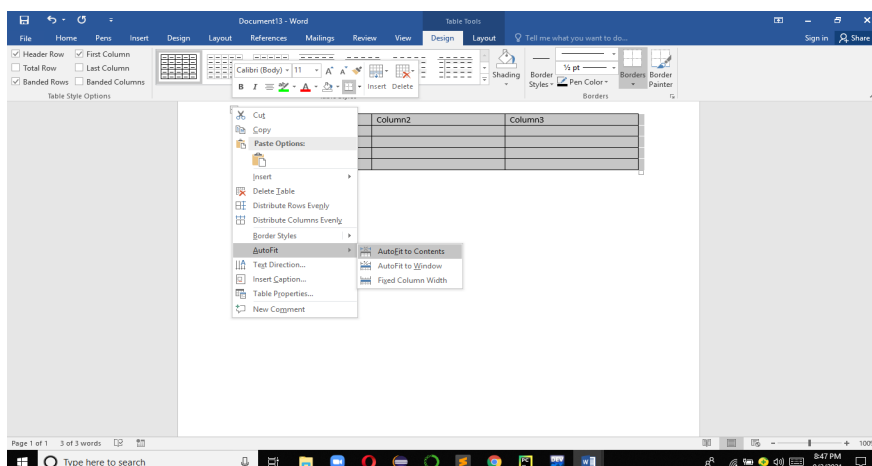 Document13 - Word
Table Tools
File Home Pens Insert Design Layout References Mailings Review View Design Layout Tell me what you want to do... Sign in Share
Header Row First Column
Total Row Last Column
Banded Rows Banded Columns
Table Style Options
Calibri (Body) 11 A A
B I A Insert Delete
Shading
Border Styles
½ pt
Pen Color
Borders
Border Painter
Borders
Column2 Column3
Cut
Copy
Paste Options:
Insert
Delete Table
Distribute Rows Evenly
Distribute Columns Evenly
Border Styles
AutoFit
Text Direction...
Insert Caption...
Table Properties...
New Comment
AutoFit to Contents
AutoFit to Window
Fixed Column Width
Page 1 of 1 3 of 3 words
Type here to search
8:47 PM